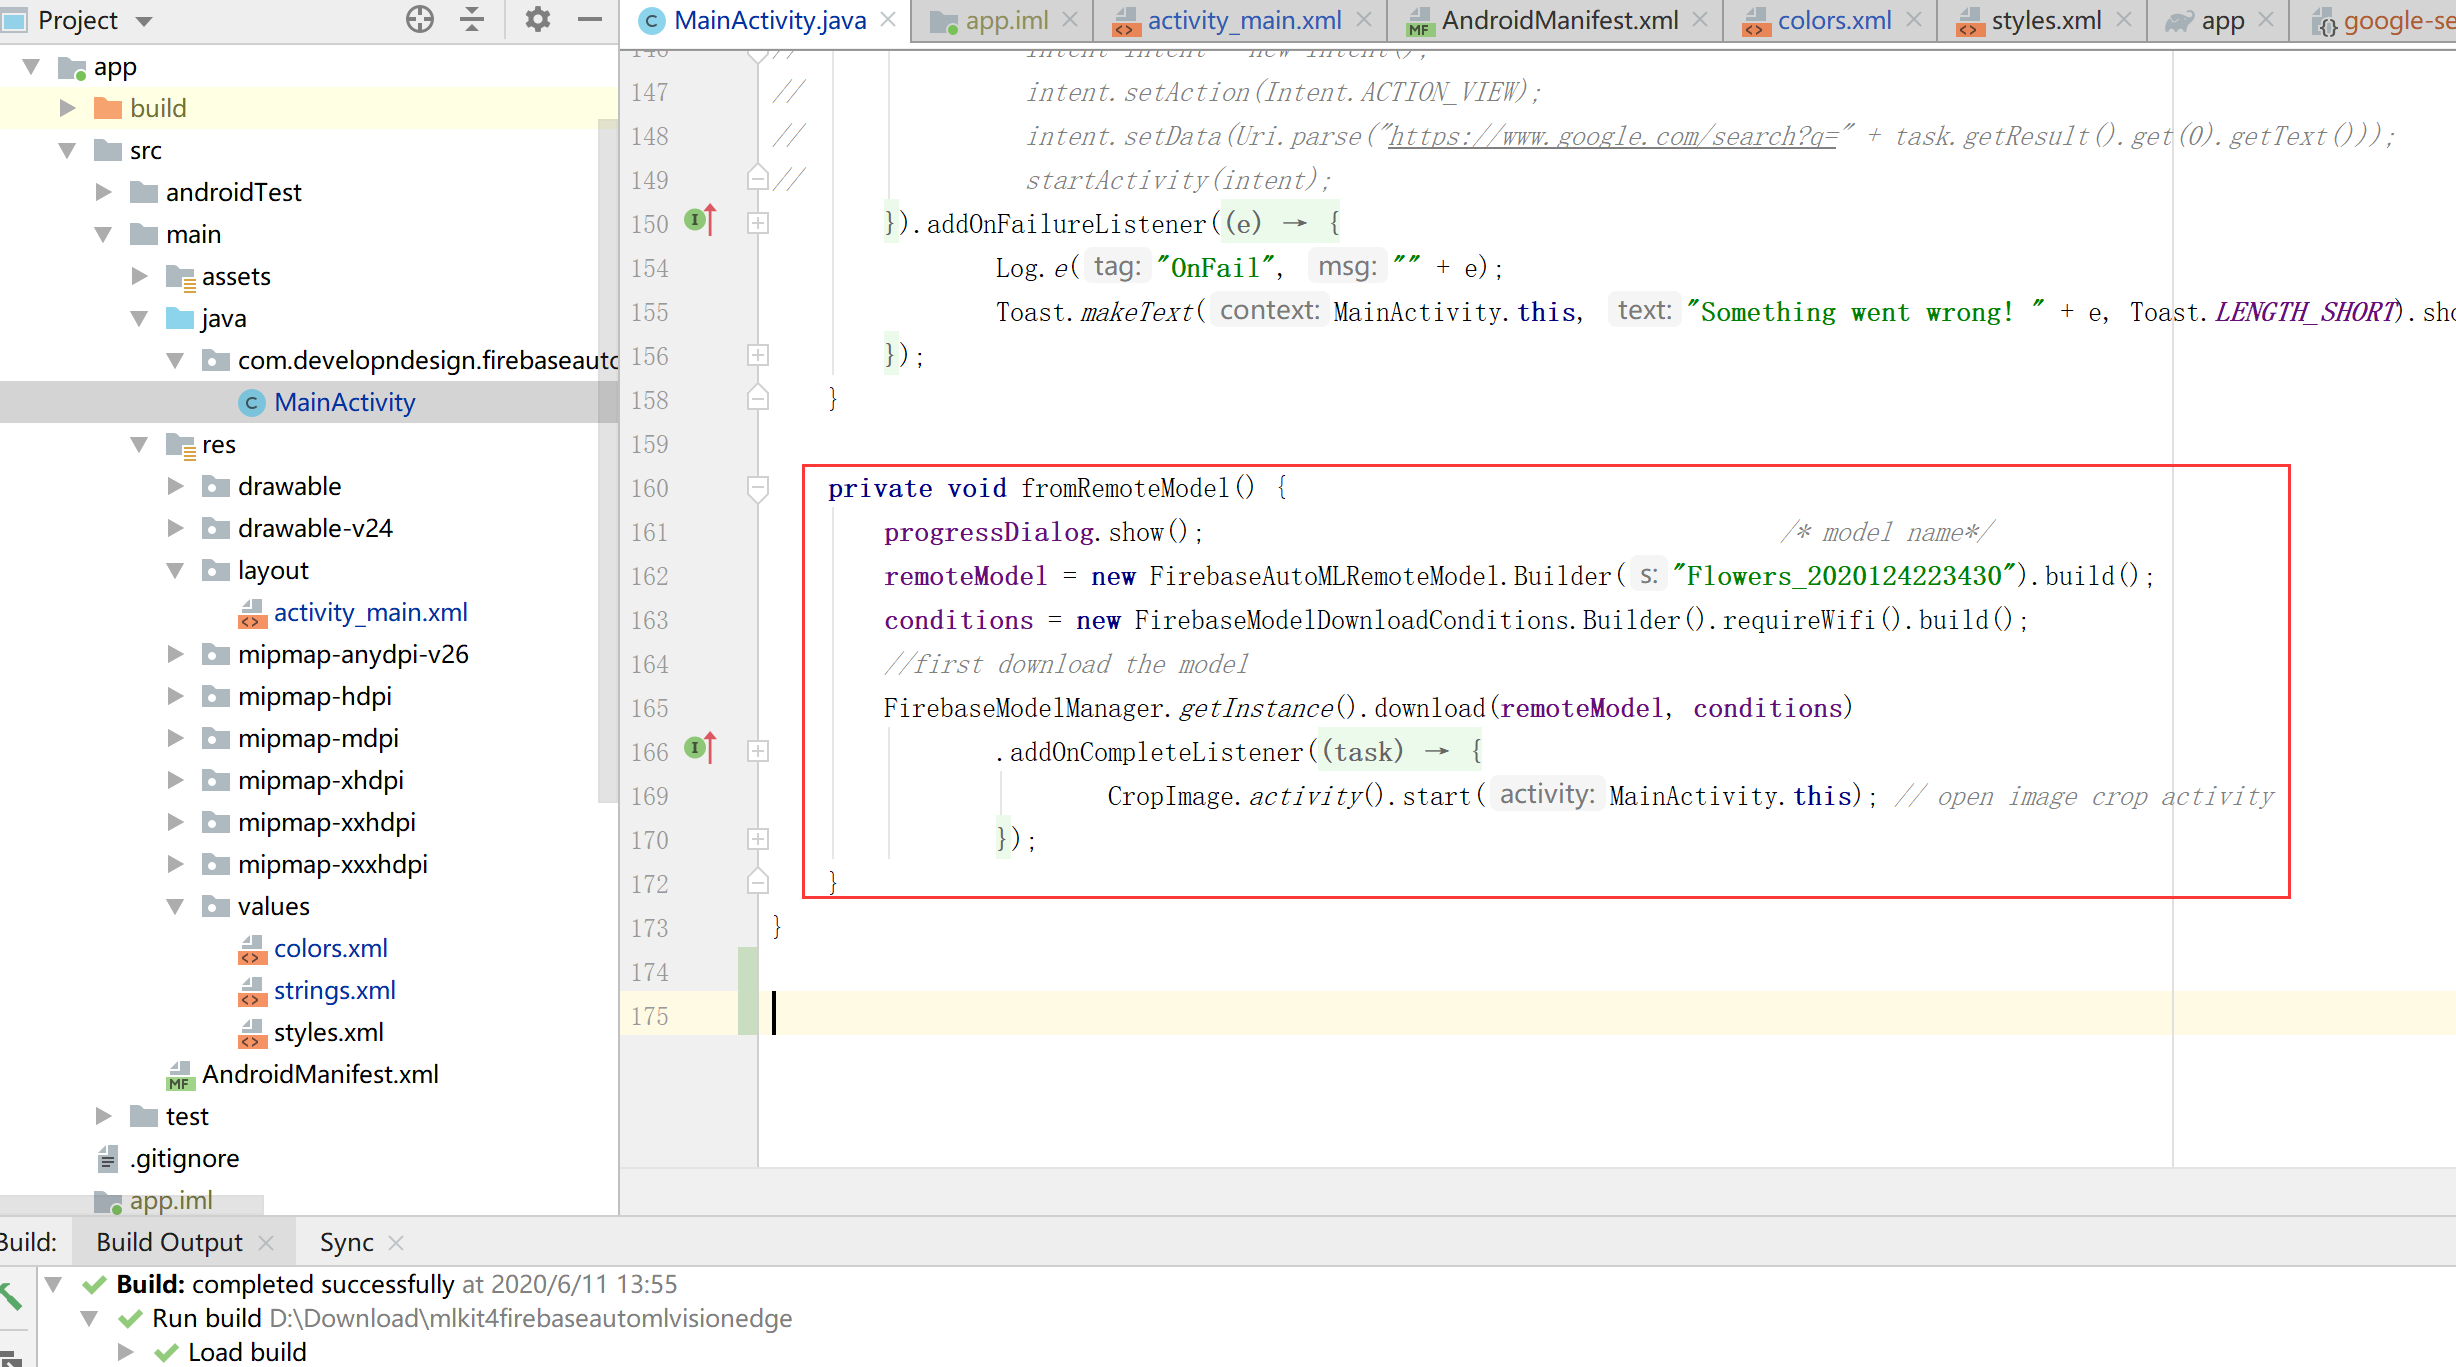 Project
MainActivity.java
app.iml
activity_main.xml
AndroidManifest.xml
colors.xml
styles.xml
app
google-se
app
build
src
androidTest
main
assets
java
com.developndesign.firebaseauto
MainActivity
res
drawable
drawable-v24
layout
activity_main.xml
mipmap-anydpi-v26
mipmap-hdpi
mipmap-mdpi
mipmap-xhdpi
mipmap-xxhdpi
mipmap-xxxhdpi
values
colors.xml
strings.xml
styles.xml
AndroidManifest.xml
test
.gitignore
app.iml
146 // Intent intent = new Intent();
147 // intent.setAction(Intent.ACTION_VIEW);
148 // intent.setData(Uri.parse("https://www.google.com/search?q=" + task.getResult().get(0).getText()));
149 // startActivity(intent);
150 }).addOnFailureListener((e) → {
154 Log.e( tag: "OnFail", msg: "" + e);
155 Toast.makeText( context: MainActivity.this, text: "Something went wrong! " + e, Toast.LENGTH_SHORT).sho
156 });
158 }
159
160 private void fromRemoteModel() {
161 progressDialog.show(); /* model name*/
162 remoteModel = new FirebaseAutoMLRemoteModel.Builder( s: "Flowers_2020124223430").build();
163 conditions = new FirebaseModelDownloadConditions.Builder().requireWifi().build();
164 //first download the model
165 FirebaseModelManager.getInstance().download(remoteModel, conditions)
166 .addOnCompleteListener((task) → {
169 CropImage.activity().start( activity: MainActivity.this); // open image crop activity
170 });
172 }
173 }
174
175
Build:
Build Output
Sync
Build: completed successfully at 2020/6/11 13:55
Run build D:\Download\mlkit4firebaseautomlvisionedge
Load build